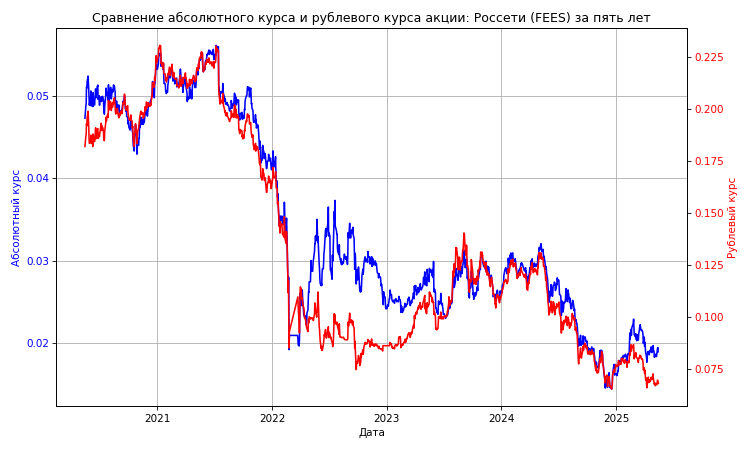 Сравнение абсолютного курса и рублевого курса акции: Россети (FEES) за пять лет
Абсолютный курс
0.05
0.04
0.03
0.02
0.225
0.200
0.175
0.150
0.125
0.100
0.075
Рублевый курс
2021 2022 2023 2024 2025
Дата